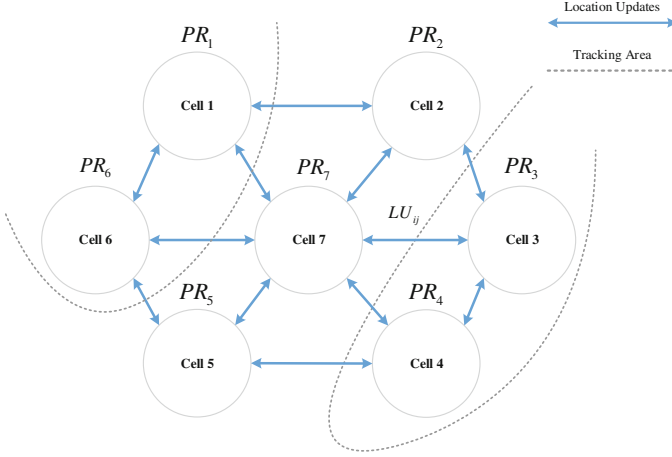 Location Updates
Tracking Area
PR₁
PR₂
Cell 1
Cell 2
PR₆
PR₇
PR₃
LUᵢⱼ
Cell 6
Cell 7
Cell 3
PR₅
PR₄
Cell 5
Cell 4